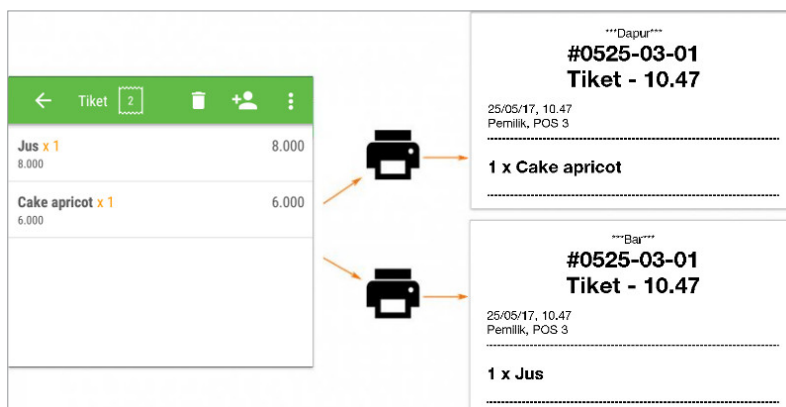 Tiket 2
Jus x 1 8.000
8.000
Cake apricot x 1 6.000
6.000
***Dapur***
#0525-03-01
Tiket - 10.47
25/05/17, 10.47
Pemilik, POS 3
1 x Cake apricot
***Bar***
#0525-03-01
Tiket - 10.47
25/05/17, 10.47
Pemilik, POS 3
1 x Jus